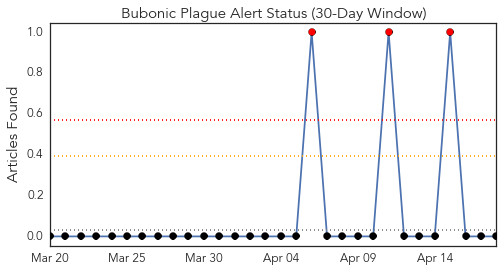 Bubonic Plague Alert Status (30-Day Window)
Articles Found
1.0
0.8
0.6
0.4
0.2
0.0
Mar 20 Mar 25 Mar 30 Apr 04 Apr 09 Apr 14